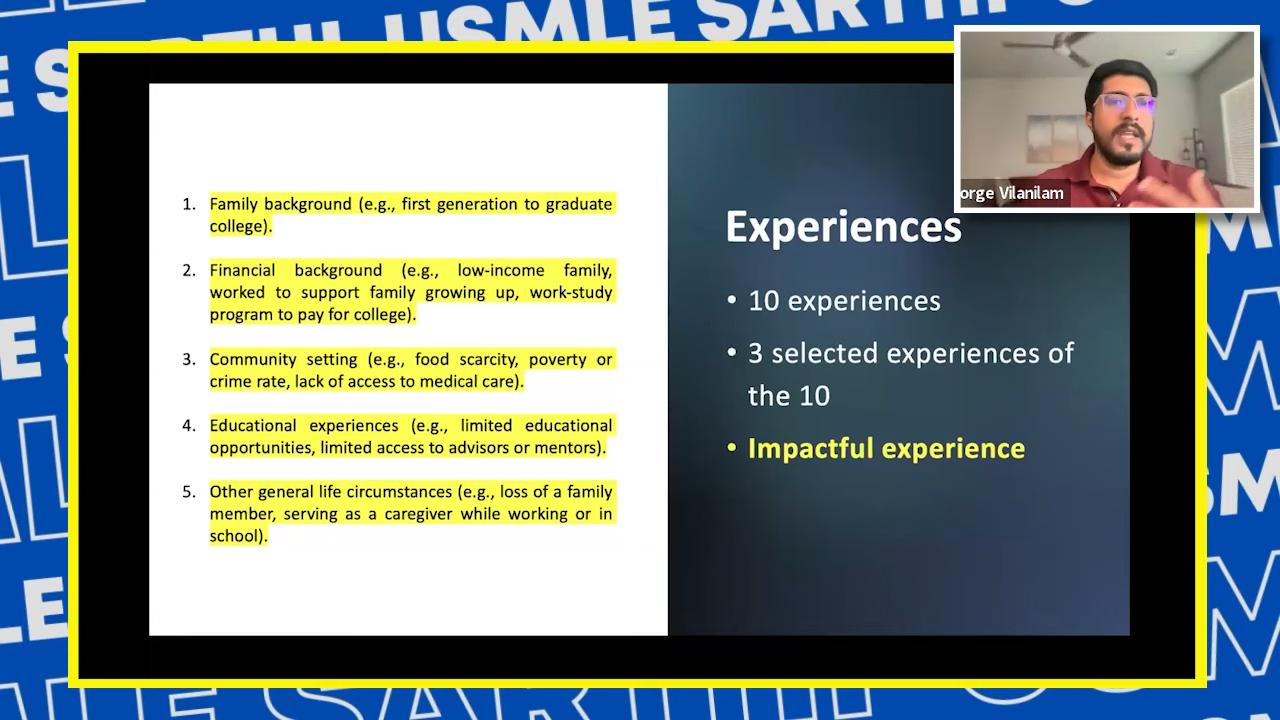 USMLE SARTHI
orge Vilanilam
1. Family background (e.g., first generation to graduate
college).
2. Financial background (e.g., low-income family,
worked to support family growing up, work-study
program to pay for college).
3. Community setting (e.g., food scarcity, poverty or
crime rate, lack of access to medical care).
4. Educational experiences (e.g., limited educational
opportunities, limited access to advisors or mentors).
5. Other general life circumstances (e.g., loss of a family
member, serving as a caregiver while working or in
school).
Experiences
• 10 experiences
• 3 selected experiences of
the 10
• Impactful experience